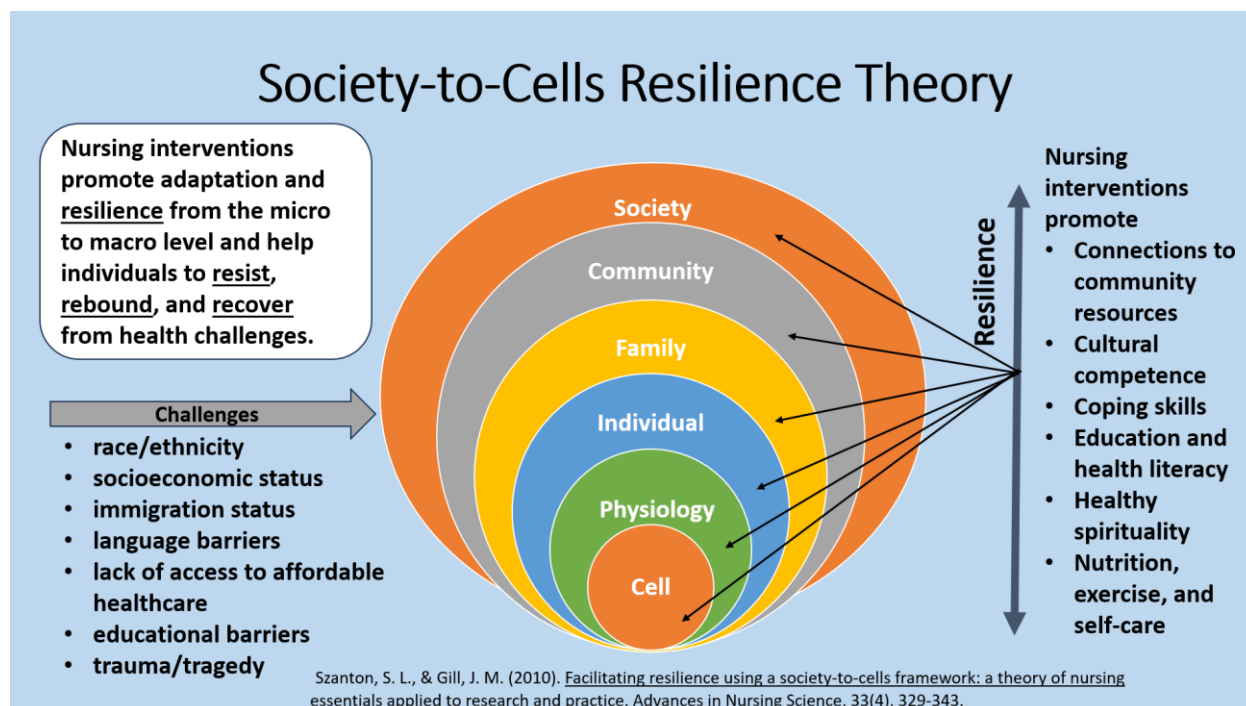 Society-to-Cells Resilience Theory
Nursing interventions
promote adaptation and
resilience from the micro
to macro level and help
individuals to resist,
rebound, and recover
from health challenges.
Challenges
• race/ethnicity
• socioeconomic status
• immigration status
• language barriers
• lack of access to affordable
healthcare
• educational barriers
• trauma/tragedy
Society
Community
Family
Individual
Physiology
Cell
Resilience
Nursing
interventions
promote
• Connections to
community
resources
• Cultural
competence
• Coping skills
• Education and
health literacy
• Healthy
spirituality
• Nutrition,
exercise, and
self-care
Szanton, S. L., & Gill, J. M. (2010). Facilitating resilience using a society-to-cells framework: a theory of nursing
essentials applied to research and practice. Advances in Nursing Science, 33(4), 329-343.